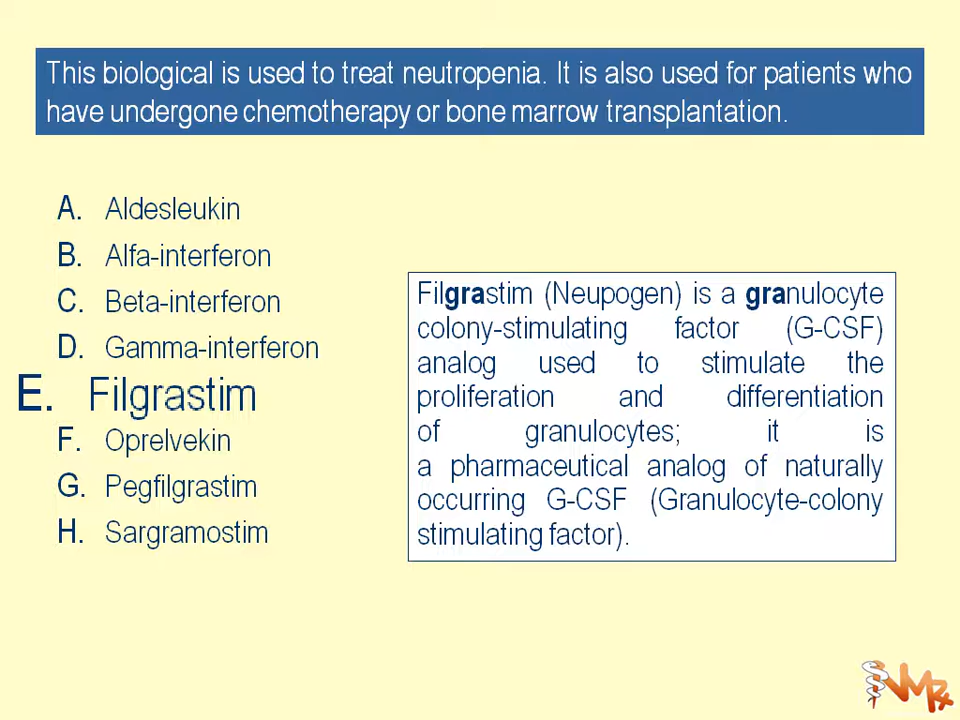 This biological is used to treat neutropenia. It is also used for patients who
have undergone chemotherapy or bone marrow transplantation.
A. Aldesleukin
B. Alfa-interferon
C. Beta-interferon
D. Gamma-interferon
E. Filgrastim
F. Oprelvekin
G. Pegfilgrastim
H. Sargramostim
Filgrastim (Neupogen) is a granulocyte
colony-stimulating factor (G-CSF)
analog used to stimulate the
proliferation and differentiation
of granulocytes; it is
a pharmaceutical analog of naturally
occurring G-CSF (Granulocyte-colony
stimulating factor).
VMRx